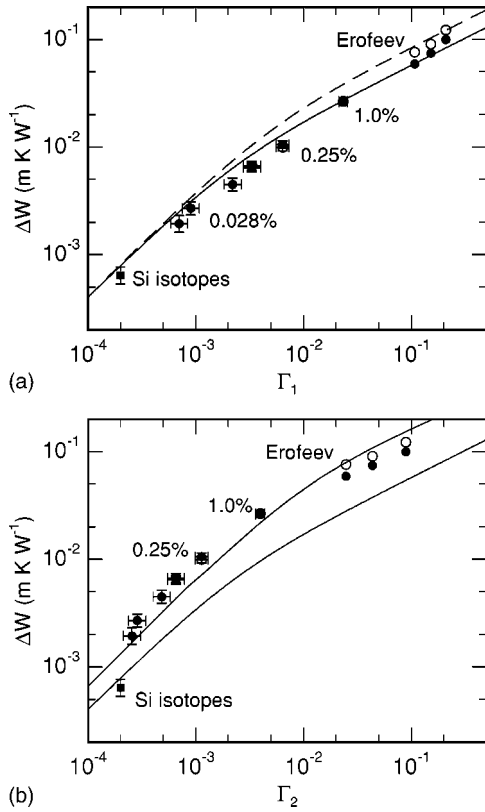 10⁻¹
10⁻²
10⁻³
ΔW (m K W⁻¹)
Erofeev
1.0%
0.25%
0.028%
Si isotopes
10⁻⁴ 10⁻³ 10⁻² 10⁻¹
(a) Γ₁
10⁻¹
10⁻²
10⁻³
ΔW (m K W⁻¹)
Erofeev
1.0%
0.25%
Si isotopes
10⁻⁴ 10⁻³ 10⁻² 10⁻¹
(b) Γ₂